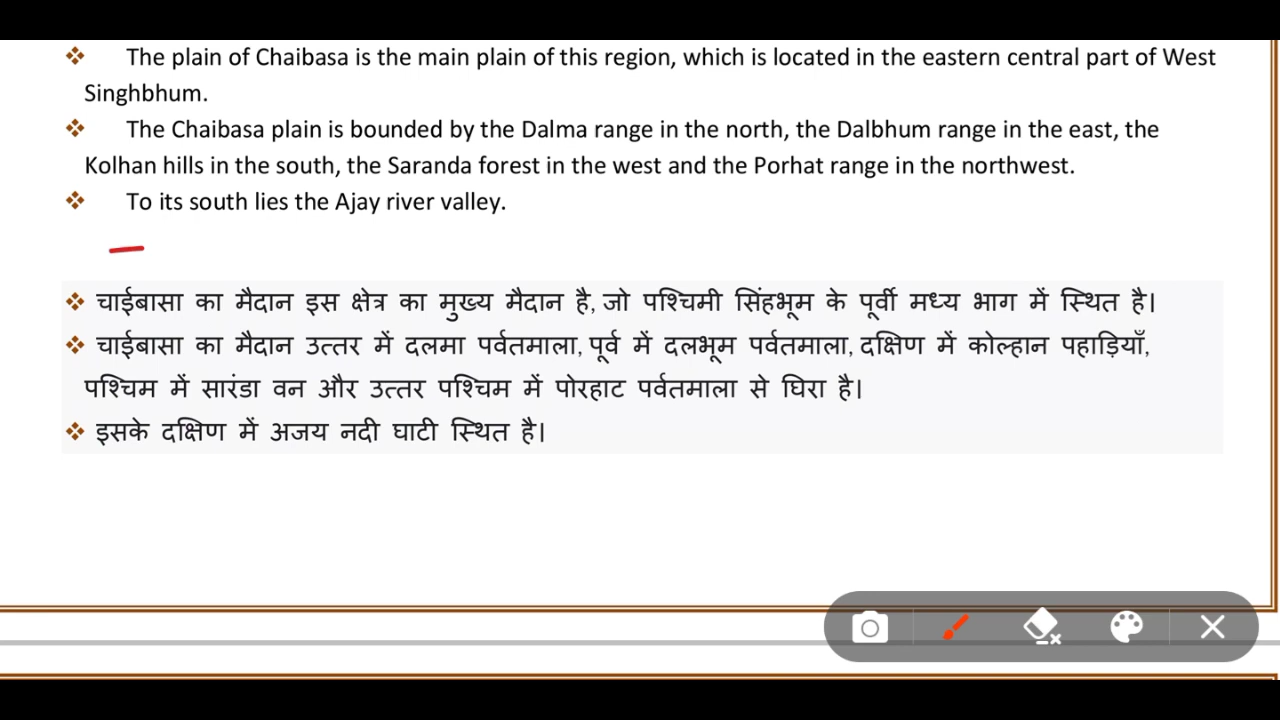 ❖ The plain of Chaibasa is the main plain of this region, which is located in the eastern central part of West
Singhbhum.
❖ The Chaibasa plain is bounded by the Dalma range in the north, the Dalbhum range in the east, the
Kolhan hills in the south, the Saranda forest in the west and the Porhat range in the northwest.
❖ To its south lies the Ajay river valley.
❖ चाईबासा का मैदान इस क्षेत्र का मुख्य मैदान है, जो पश्चिमी सिंहभूम के पूर्वी मध्य भाग में स्थित है।
❖ चाईबासा का मैदान उत्तर में दलमा पर्वतमाला, पूर्व में दलभूम पर्वतमाला, दक्षिण में कोल्हान पहाड़ियाँ,
पश्चिम में सारंडा वन और उत्तर पश्चिम में पोरहाट पर्वतमाला से घिरा है।
❖ इसके दक्षिण में अजय नदी घाटी स्थित है।